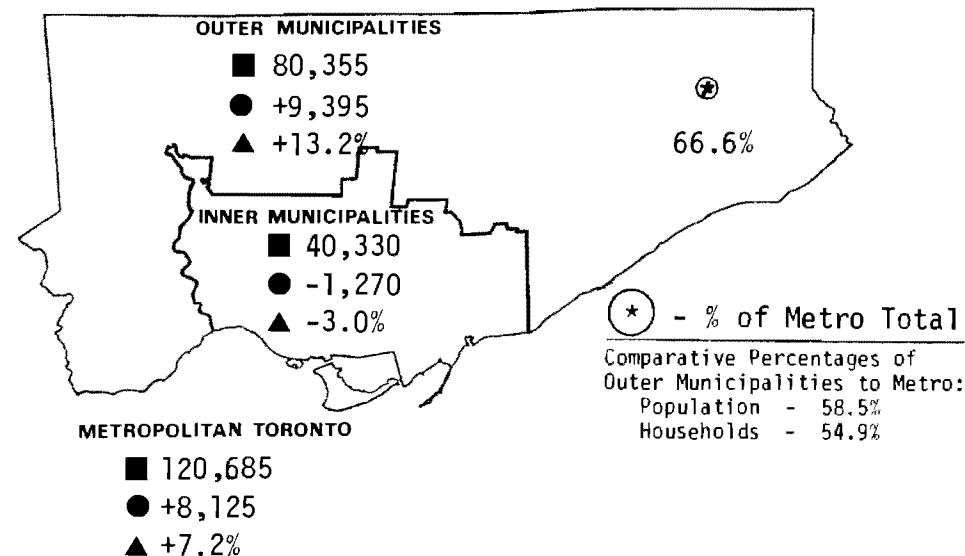 OUTER MUNICIPALITIES
■ 80,355
● +9,395
▲ +13.2%
66.6%
INNER MUNICIPALITIES
■ 40,330
● -1,270
▲ -3.0%
* - % of Metro Total
Comparative Percentages of
Outer Municipalities to Metro:
Population - 58.5%
Households - 54.9%
METROPOLITAN TORONTO
■ 120,685
● +8,125
▲ +7.2%